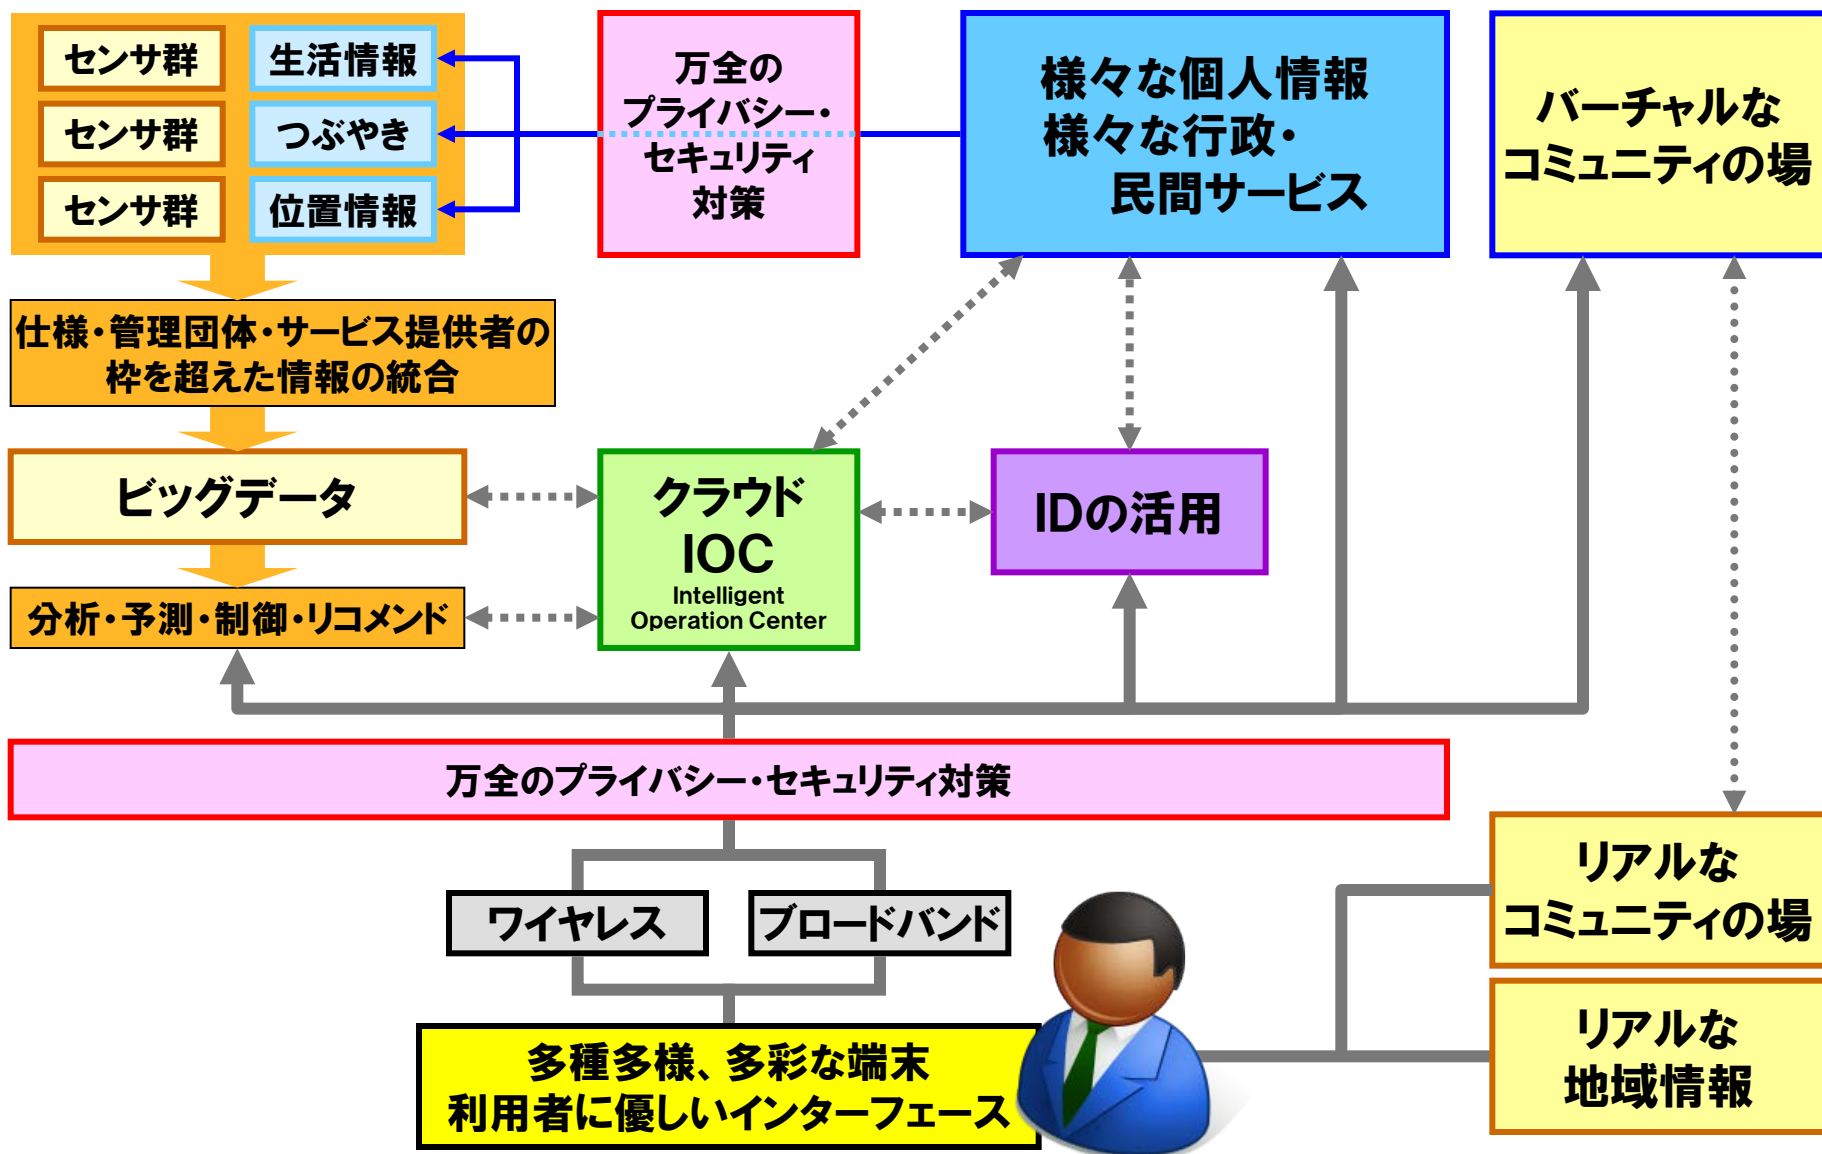 センサ群
生活情報
センサ群
つぶやき
センサ群
位置情報
万全の
プライバシー・
セキュリティ
対策
様々な個人情報
様々な行政・
民間サービス
バーチャルな
コミュニティの場
仕様・管理団体・サービス提供者の
枠を超えた情報の統合
ビッグデータ
クラウド
IOC
Intelligent
Operation Center
IDの活用
分析・予測・制御・リコメンド
万全のプライバシー・セキュリティ対策
ワイヤレス
ブロードバンド
リアルな
コミュニティの場
リアルな
地域情報
多種多様、多彩な端末
利用者に優しいインターフェース